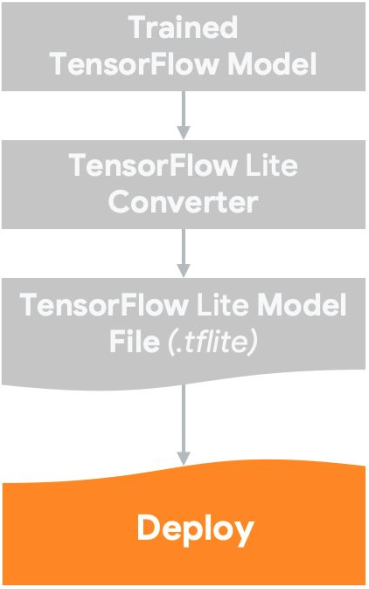 Trained
TensorFlow Model
TensorFlow Lite
Converter
TensorFlow Lite Model
File (.tflite)
Deploy